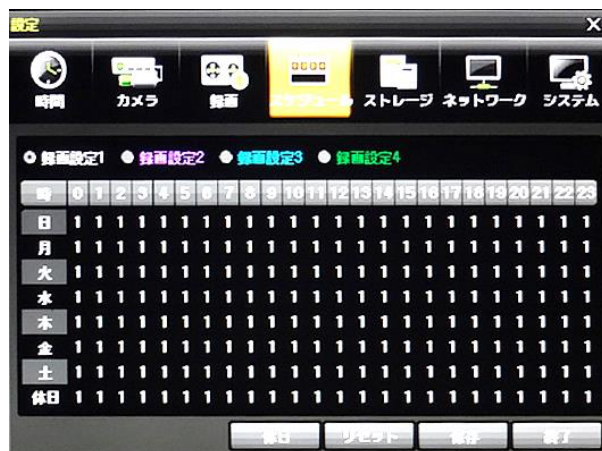 設定 X
時間 カメラ 録画 スケジュール ストレージ ネットワーク システム
録画設定1 録画設定2 録画設定3 録画設定4
時 0 1 2 3 4 5 6 7 8 9 10 11 12 13 14 15 16 17 18 19 20 21 22 23
日 1 1 1 1 1 1 1 1 1 1 1 1 1 1 1 1 1 1 1 1 1 1 1 1
月 1 1 1 1 1 1 1 1 1 1 1 1 1 1 1 1 1 1 1 1 1 1 1 1
火 1 1 1 1 1 1 1 1 1 1 1 1 1 1 1 1 1 1 1 1 1 1 1 1
水 1 1 1 1 1 1 1 1 1 1 1 1 1 1 1 1 1 1 1 1 1 1 1 1
木 1 1 1 1 1 1 1 1 1 1 1 1 1 1 1 1 1 1 1 1 1 1 1 1
金 1 1 1 1 1 1 1 1 1 1 1 1 1 1 1 1 1 1 1 1 1 1 1 1
土 1 1 1 1 1 1 1 1 1 1 1 1 1 1 1 1 1 1 1 1 1 1 1 1
休日 1 1 1 1 1 1 1 1 1 1 1 1 1 1 1 1 1 1 1 1 1 1 1 1
休日 リセット 保存 終了